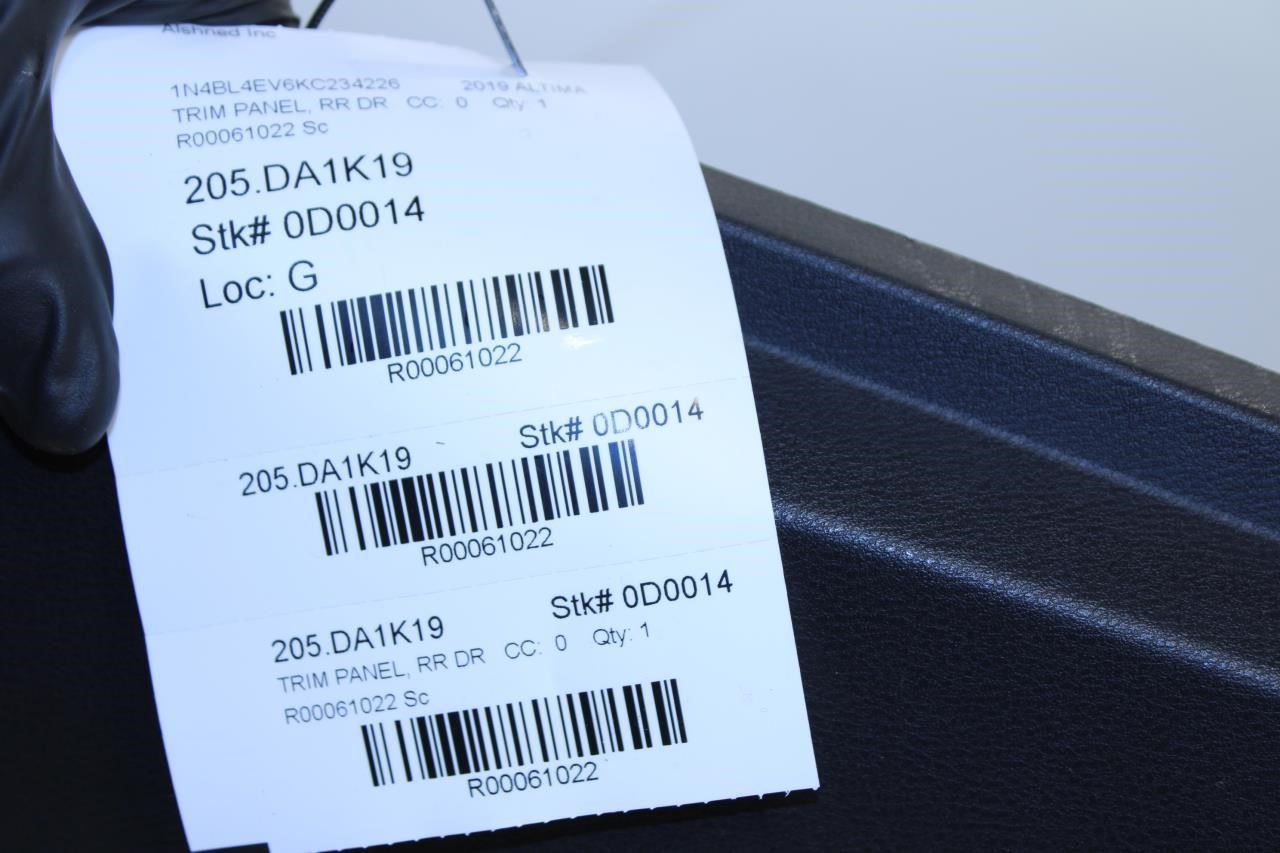 Alshned Inc
1N4BL4EV6KC234226 2019 ALTIMA
TRIM PANEL, RR DR CC: 0 Qty: 1
R00061022 Sc
205.DA1K19
Stk# 0D0014
Loc: G
R00061022
205.DA1K19 Stk# 0D0014
R00061022
205.DA1K19 Stk# 0D0014
TRIM PANEL, RR DR CC: 0 Qty: 1
R00061022 Sc
R00061022